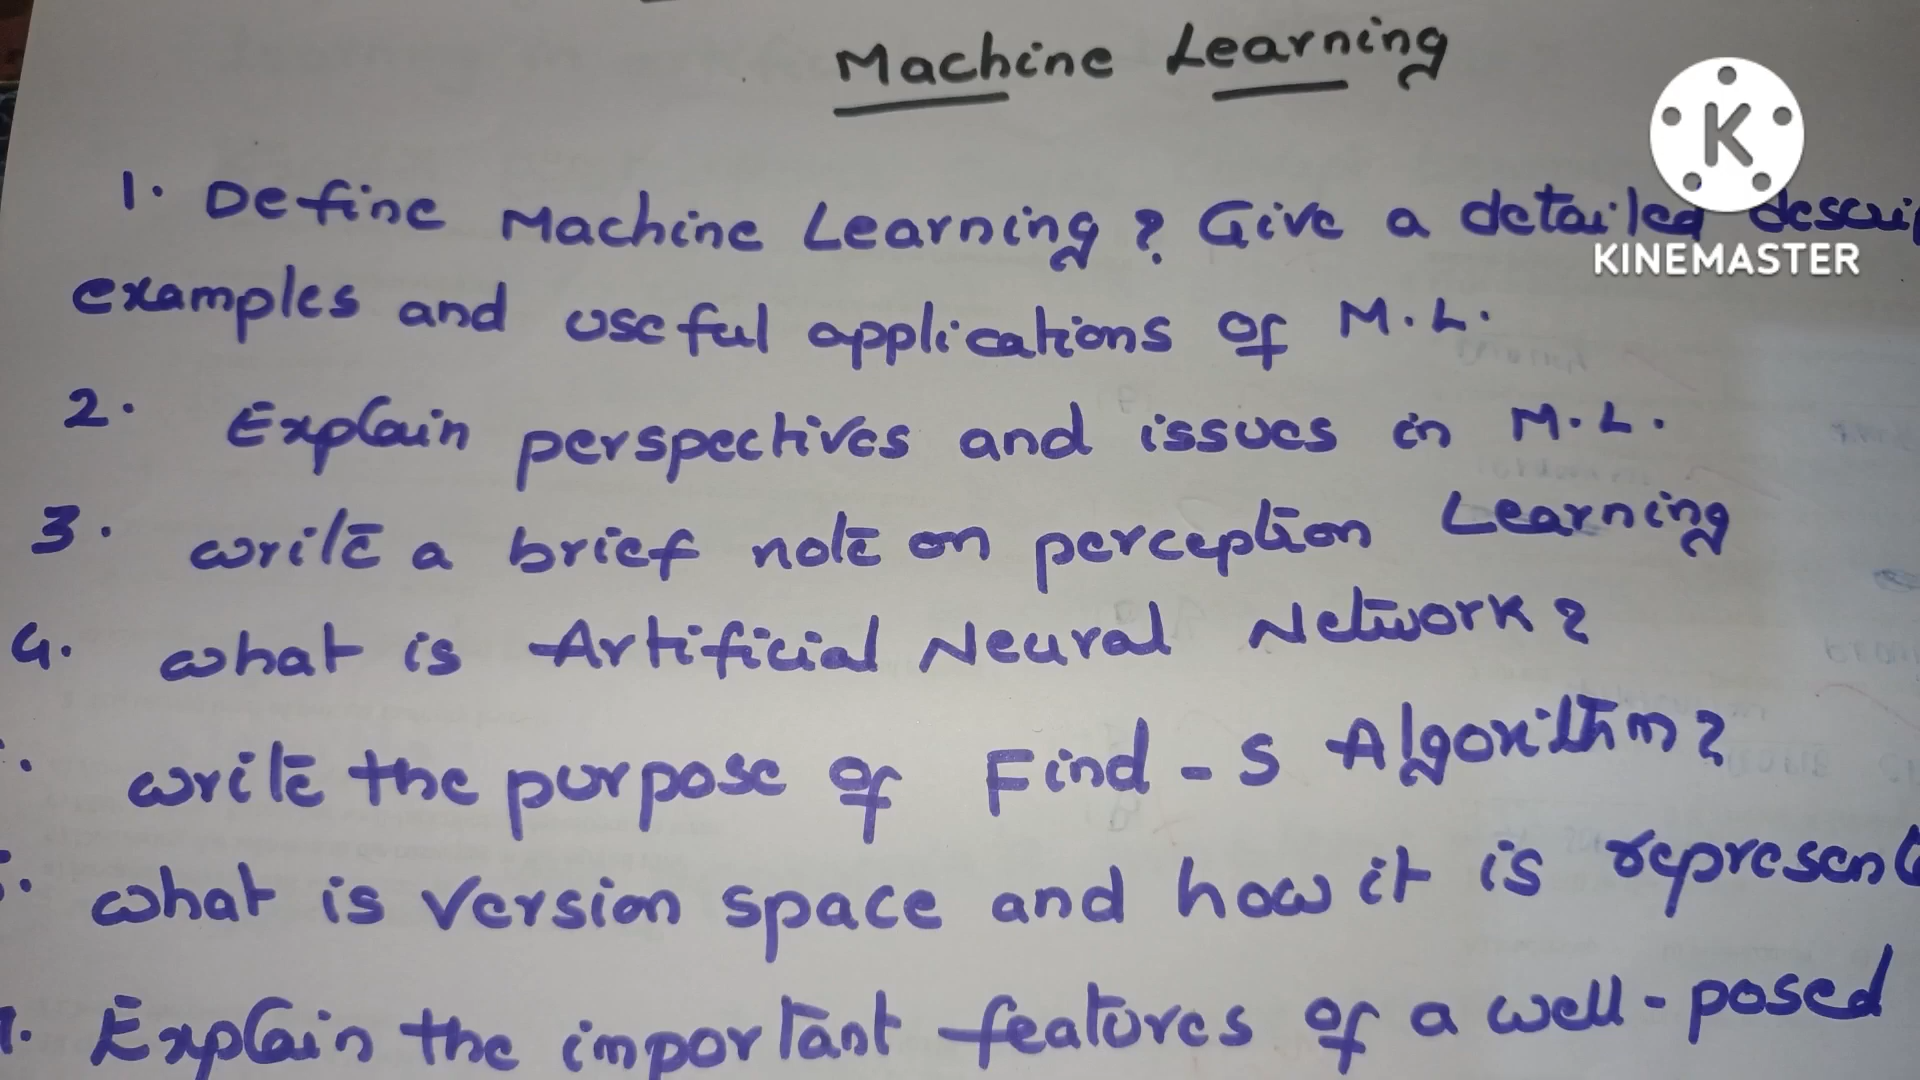 Machine Learning
1. Define Machine Learning? Give a detailed
examples and useful applications of M.L.
2. Explain perspectives and issues in M.L.
3. write a brief note on perception Learning
4. what is Artificial Neural Network?
write the purpose of Find-S Algorithm?
what is version space and how it is
Explain the important features of a well-posed
K
KINEMASTER